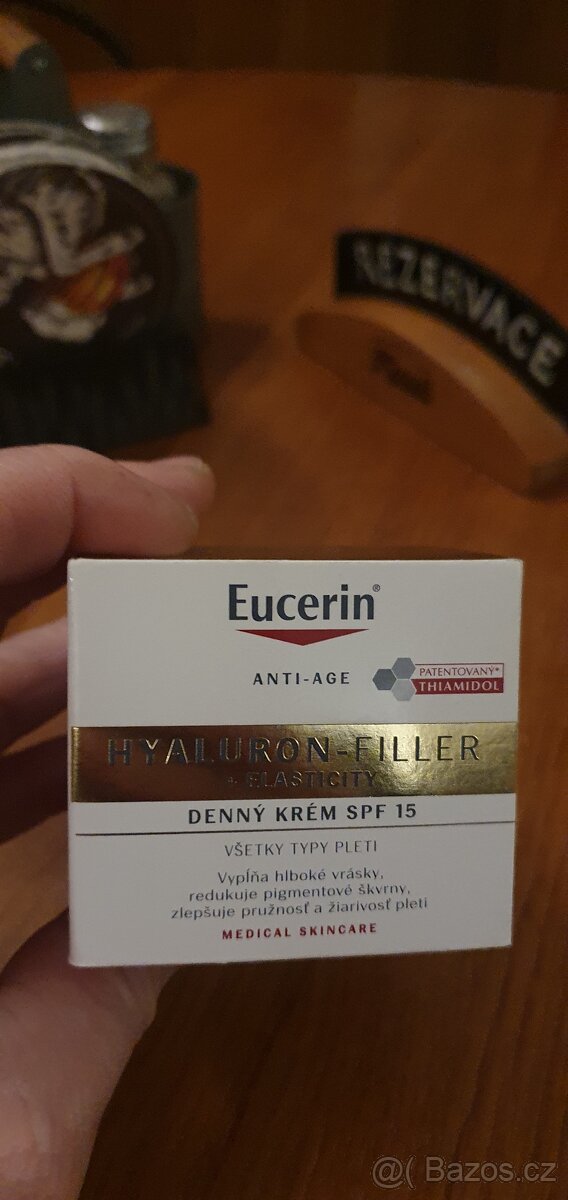 REZERVACE
Eucerin®
ANTI-AGE
PATENTOVANÝ*
THIAMIDOL
HYALURON-FILLER
+ ELASTICITY
DENNÝ KRÉM SPF 15
VŠETKY TYPY PLETI
Vypĺňa hlboké vrásky,
redukuje pigmentové škvrny,
zlepšuje pružnosť a žiarivosť pleti
MEDICAL SKINCARE
@( Bazos.cz